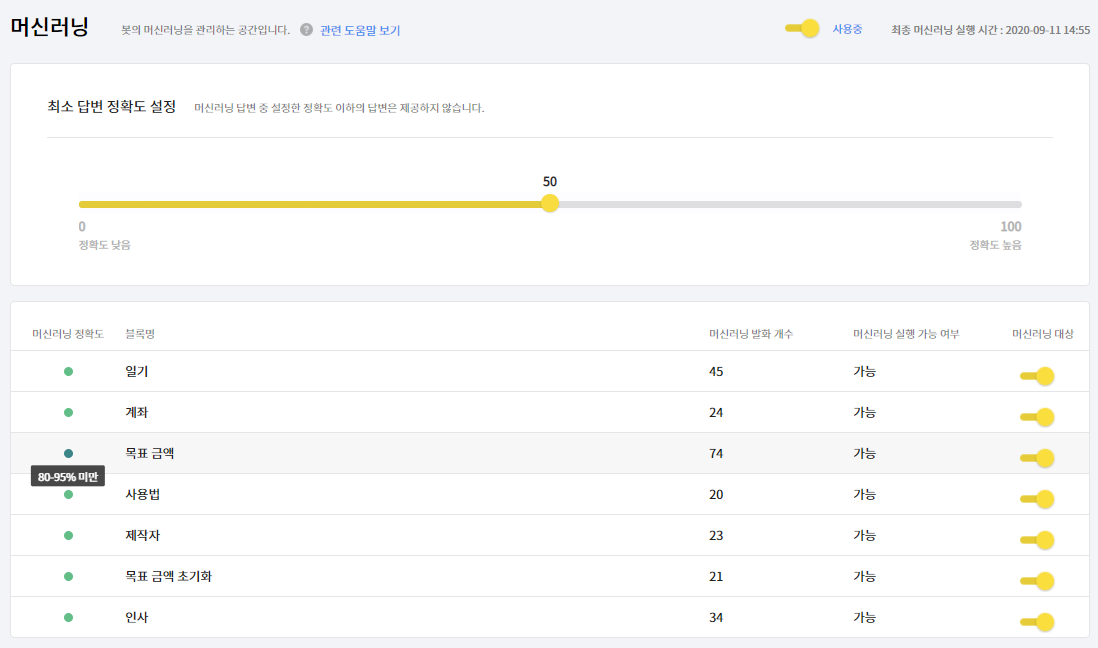 머신러닝 봇의 머신러닝을 관리하는 공간입니다. ? 관련 도움말 보기 사용중 최종 머신러닝 실행 시간 : 2020-09-11 14:55
최소 답변 정확도 설정 머신러닝 답변 중 설정한 정확도 이하의 답변은 제공하지 않습니다.
50
0 100
정확도 낮음 정확도 높음
머신러닝 정확도 블록명 머신러닝 발화 개수 머신러닝 실행 가능 여부 머신러닝 대상
일기 45 가능
계좌 24 가능
목표 금액 74 가능
80-95% 미만
사용법 20 가능
제작자 23 가능
목표 금액 초기화 21 가능
인사 34 가능